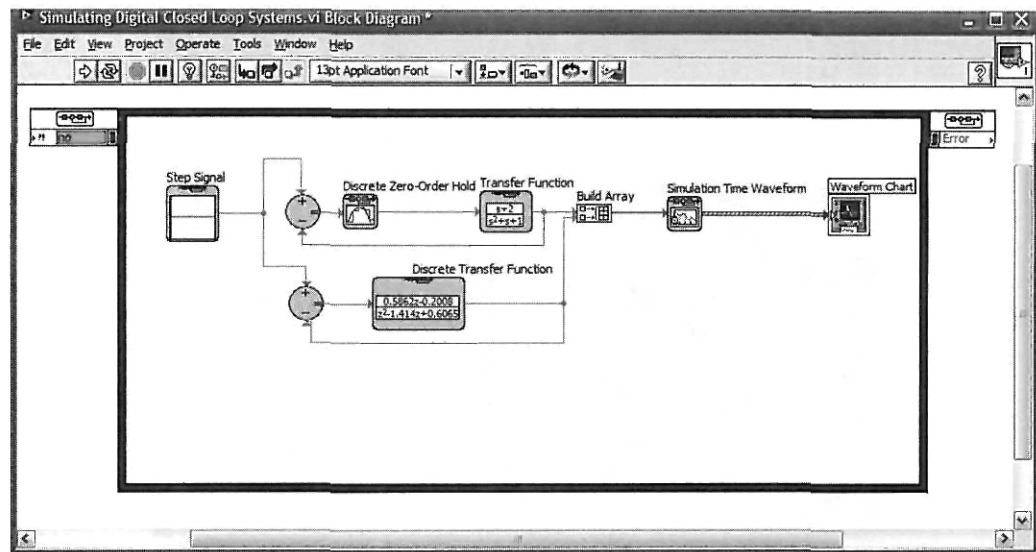 Simulating Digital Closed Loop Systems.vi Block Diagram *
File Edit View Project Operate Tools Window Help
13pt Application Font
Error
Step Signal
Discrete Zero-Order Hold
Transfer Function
s+2
s²+s+1
Build Array
Simulation Time Waveform
Waveform Chart
Discrete Transfer Function
0.5862z-0.2008
z²-1.414z+0.6065